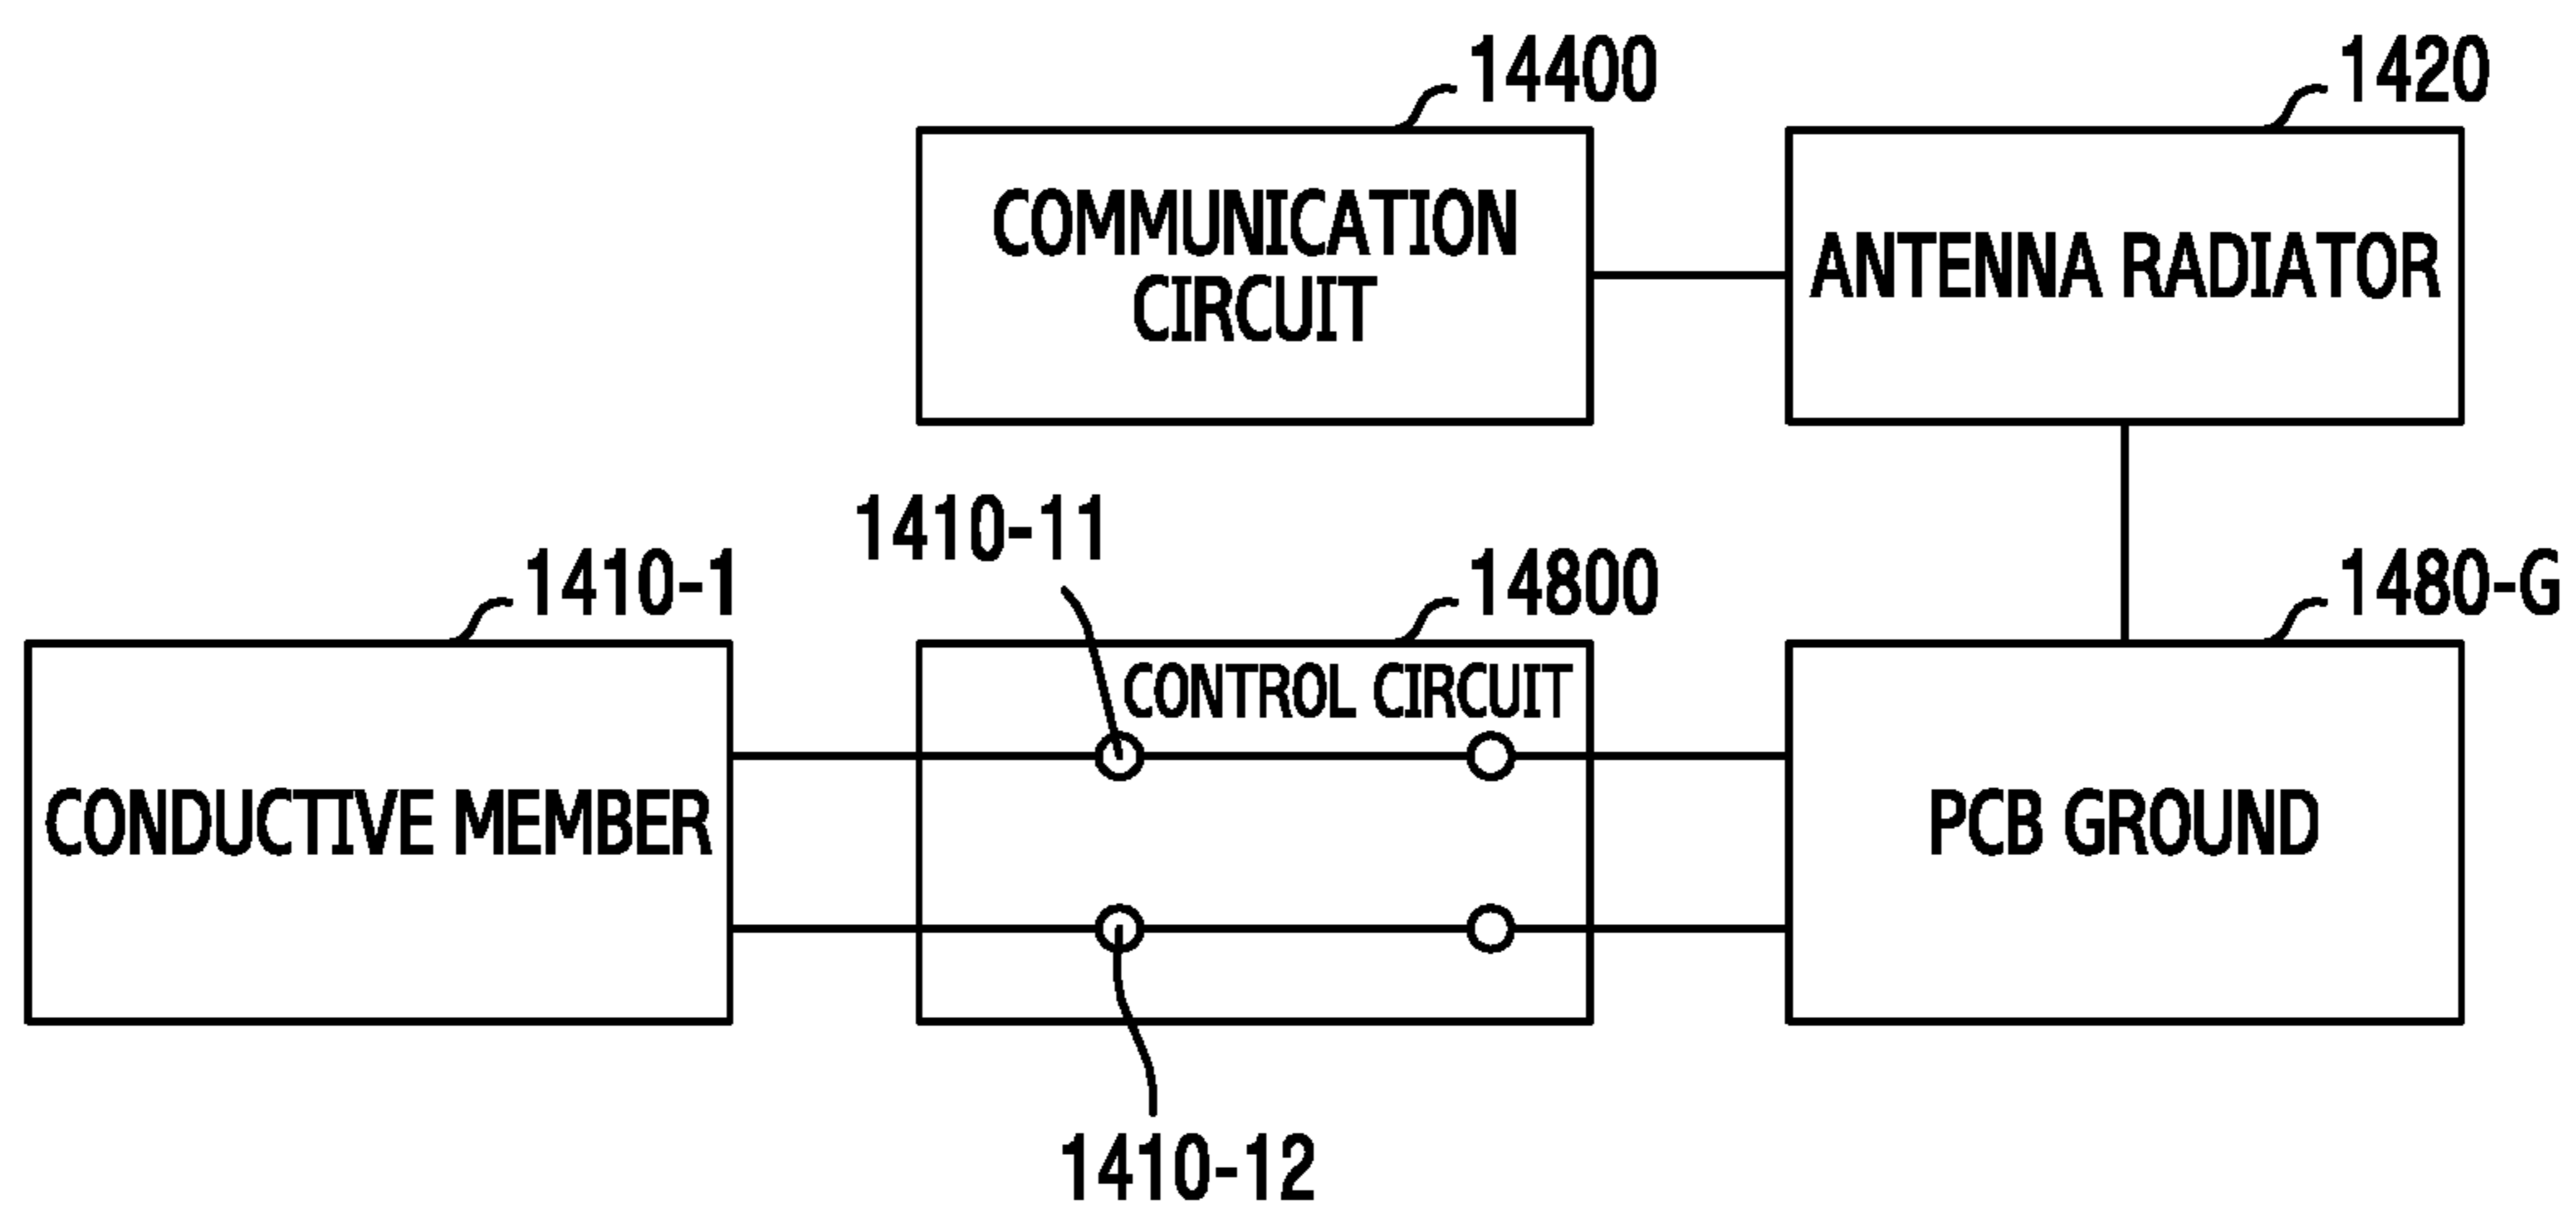 14400
1420
COMMUNICATION
CIRCUIT
ANTENNA RADIATOR
1410-11
1410-1
14800
1480-G
CONTROL CIRCUIT
CONDUCTIVE MEMBER
PCB GROUND
1410-12